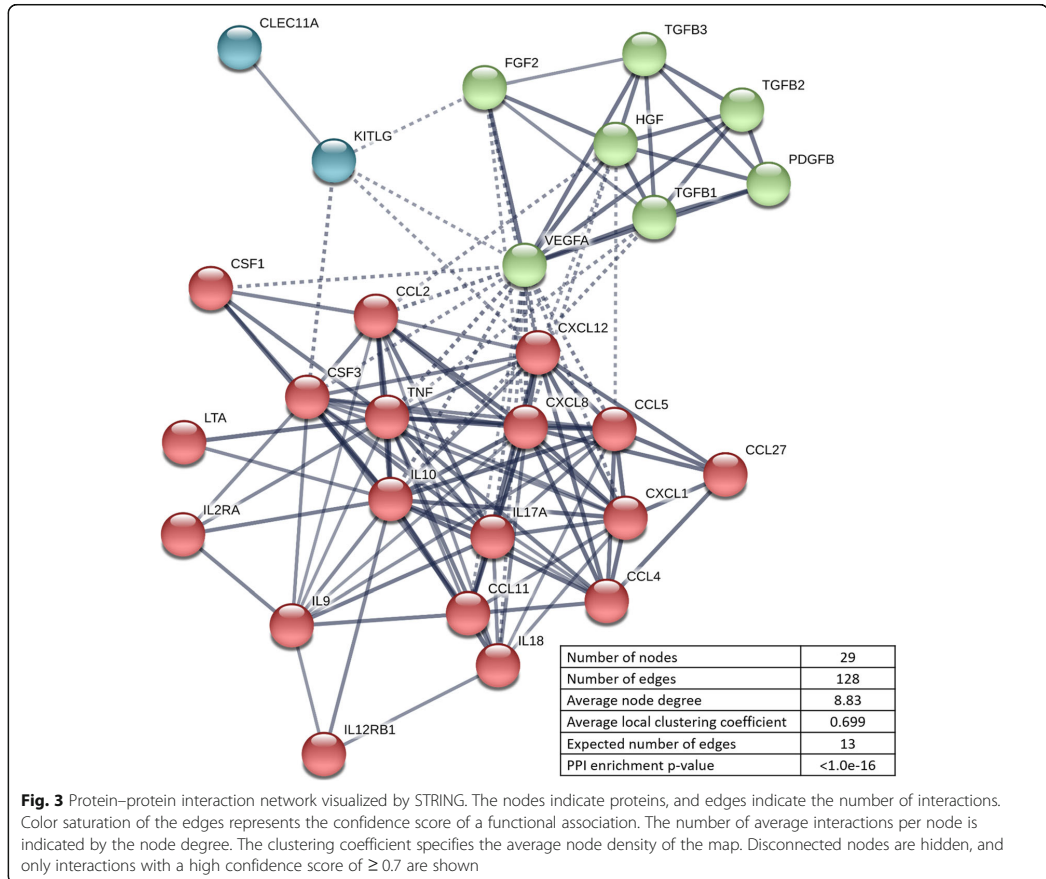 CLEC11A
TGFB3
FGF2
TGFB2
HGF
KITLG
PDGFB
TGFB1
VEGFA
CSF1
CCL2
CXCL12
CSF3
TNF
CXCL8
CCL5
LTA
CCL27
IL10
CXCL1
IL2RA
IL17A
CCL4
CCL11
IL9
IL18
IL12RB1
Number of nodes 29
Number of edges 128
Average node degree 8.83
Average local clustering coefficient 0.699
Expected number of edges 13
PPI enrichment p-value <1.0e-16
Fig. 3 Protein–protein interaction network visualized by STRING. The nodes indicate proteins, and edges indicate the number of interactions.
Color saturation of the edges represents the confidence score of a functional association. The number of average interactions per node is
indicated by the node degree. The clustering coefficient specifies the average node density of the map. Disconnected nodes are hidden, and
only interactions with a high confidence score of ≥ 0.7 are shown